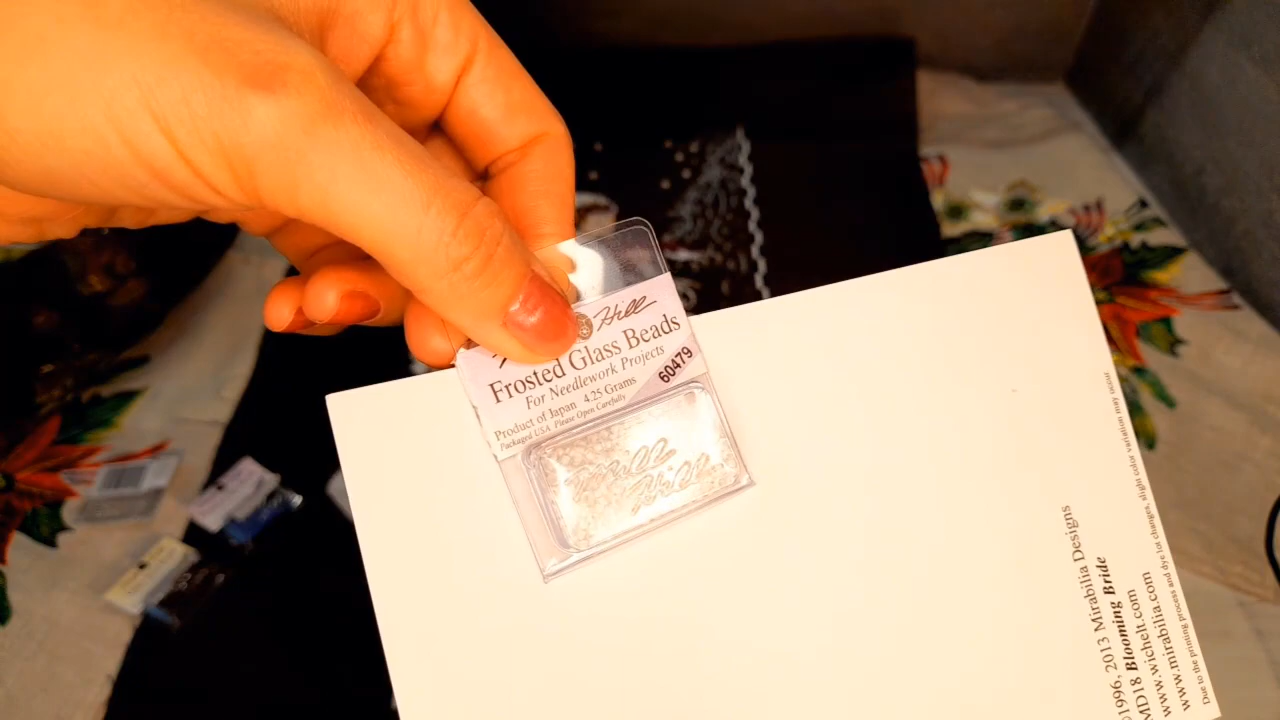 Hill
Frosted Glass Beads
For Needlework Projects
60479
Product of Japan 4.25 Grams
Packaged USA Please Open Carefully
Mill
Hill
1996, 2013 Mirabilia Designs
MD18 Blooming Bride
www.wichelt.com
www.mirabilia.com
Due to the printing process and dye lot changes, slight color variation may occur.